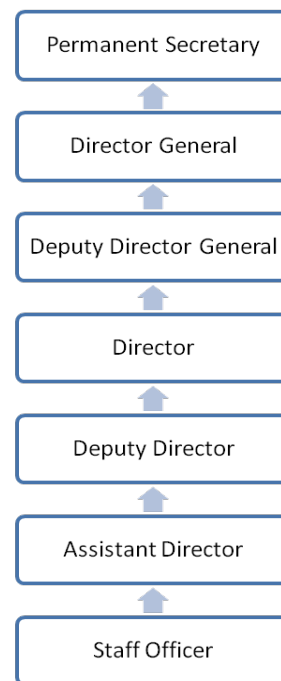 Permanent Secretary
Director General
Deputy Director General
Director
Deputy Director
Assistant Director
Staff Officer